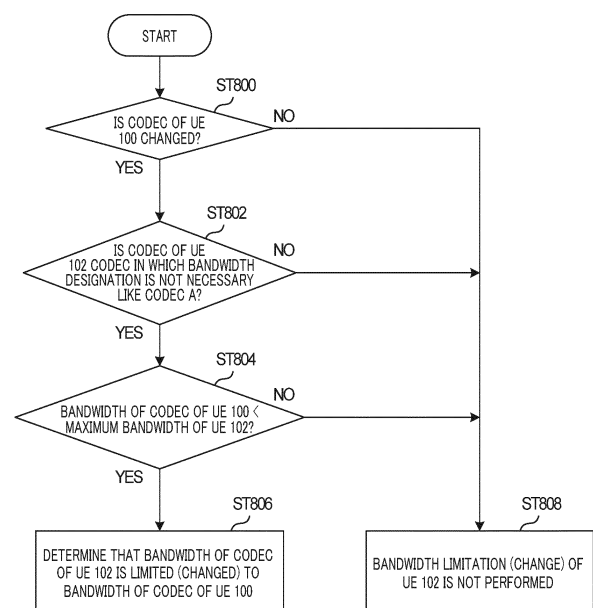 START
ST800
IS CODEC OF UE
100 CHANGED?
NO
YES
ST802
IS CODEC OF UE
102 CODEC IN WHICH BANDWIDTH
DESIGNATION IS NOT NECESSARY
LIKE CODEC A?
NO
YES
ST804
BANDWIDTH OF CODEC OF UE 100 <
MAXIMUM BANDWIDTH OF UE 102?
NO
YES
ST806
DETERMINE THAT BANDWIDTH OF CODEC
OF UE 102 IS LIMITED (CHANGED) TO
BANDWIDTH OF CODEC OF UE 100
ST808
BANDWIDTH LIMITATION (CHANGE) OF
UE 102 IS NOT PERFORMED